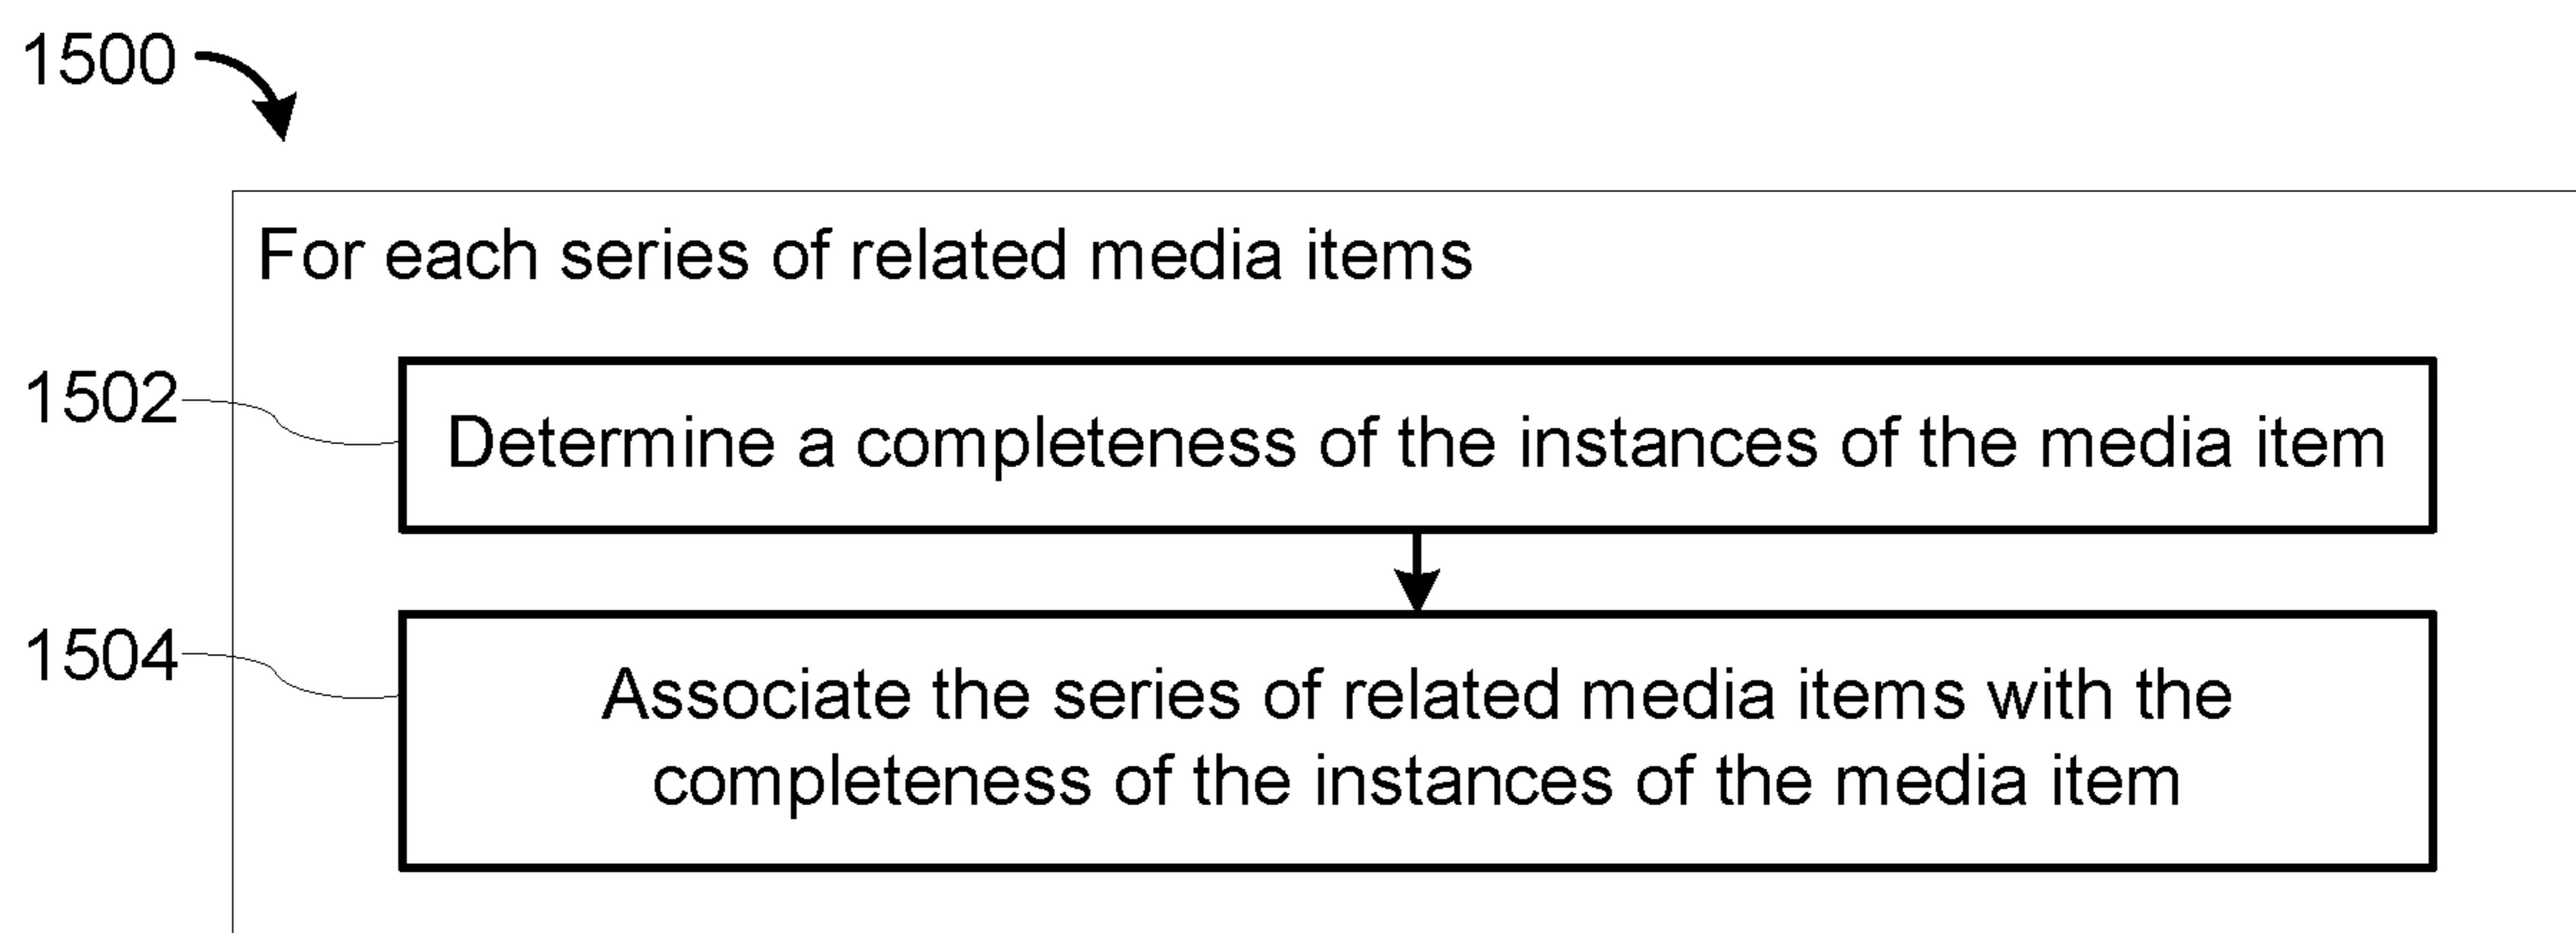 1500
For each series of related media items
1502
Determine a completeness of the instances of the media item
1504
Associate the series of related media items with the
completeness of the instances of the media item